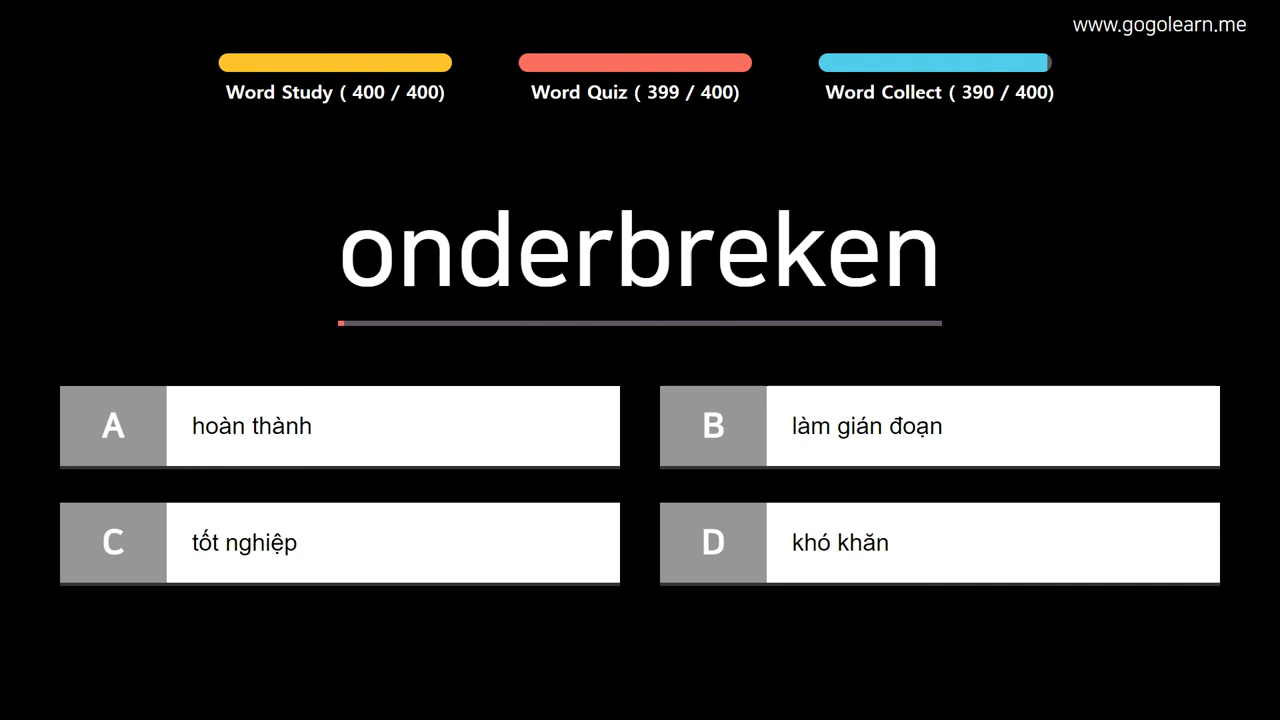 www.gogolearn.me
Word Study ( 400 / 400)
Word Quiz ( 399 / 400)
Word Collect ( 390 / 400)
onderbreken
A hoàn thành
B làm gián đoạn
C tốt nghiệp
D khó khăn